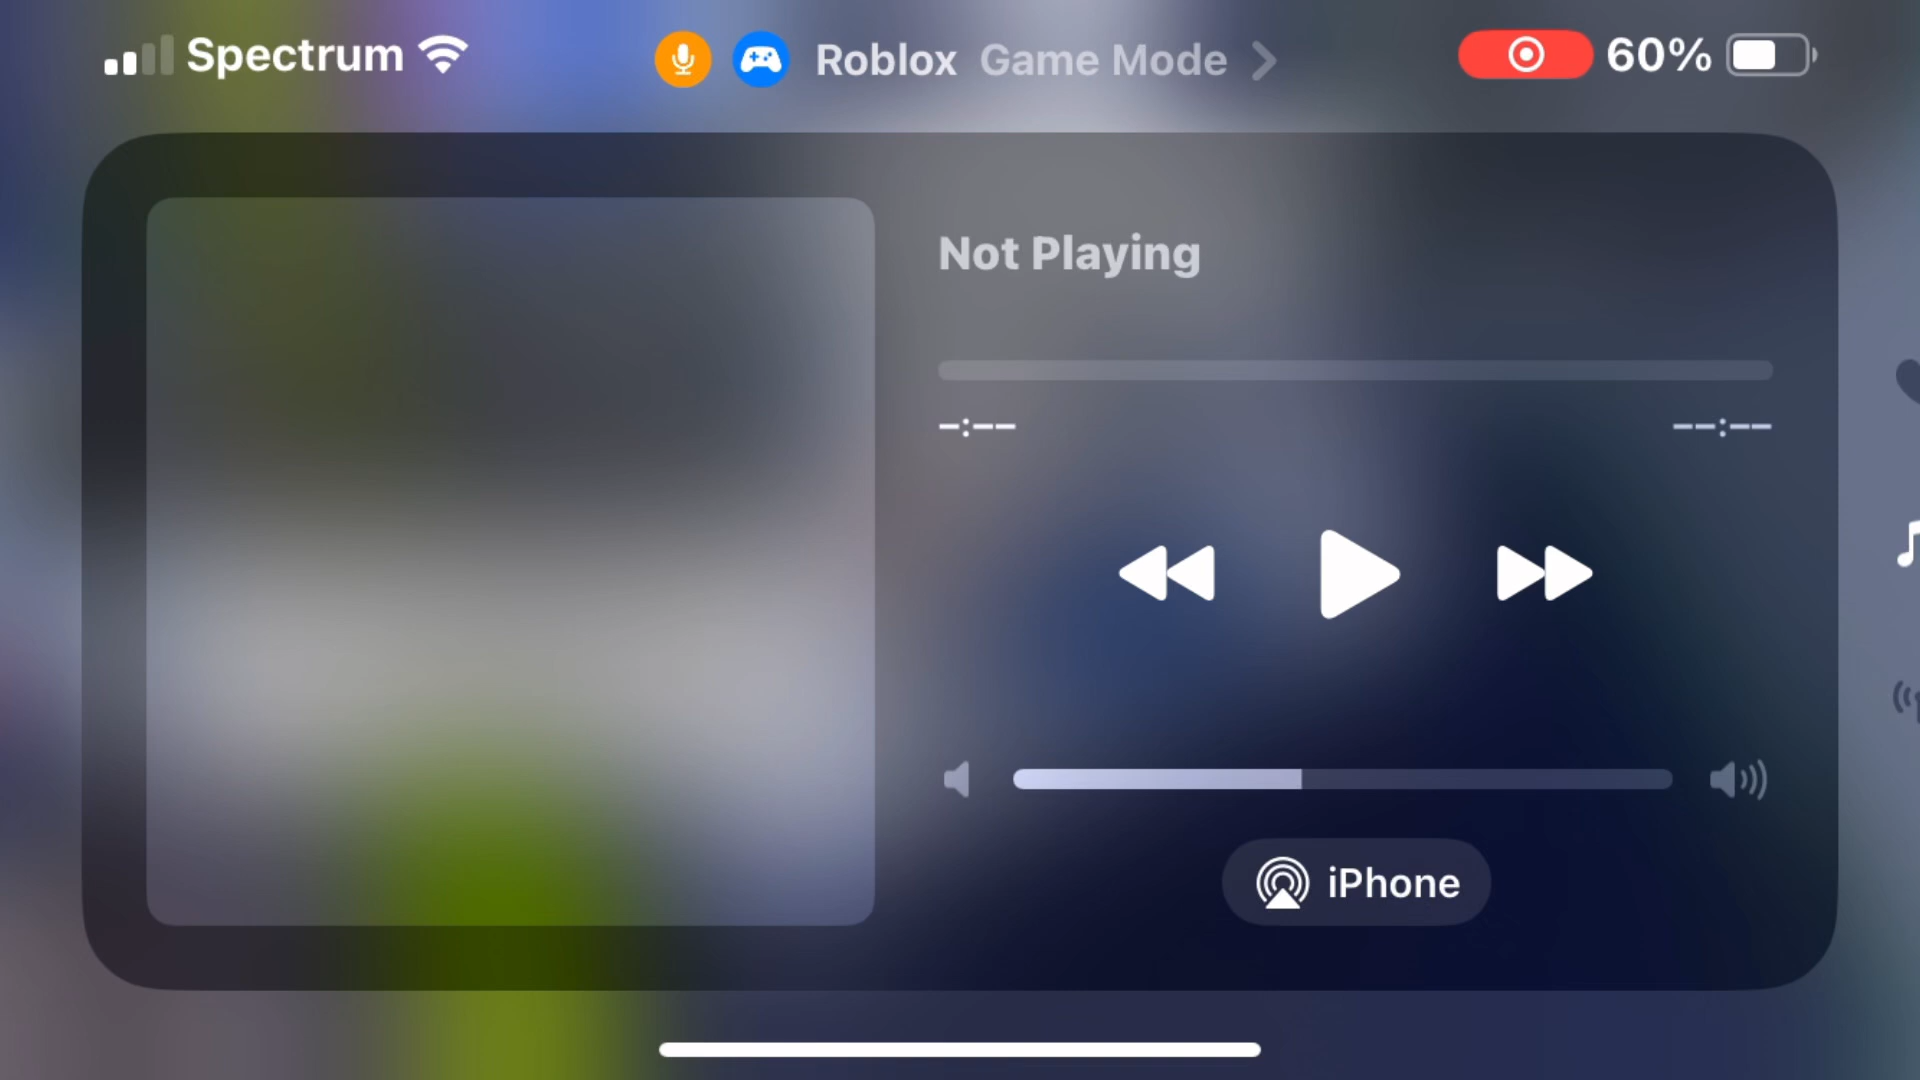 Spectrum
Roblox Game Mode
60%
Not Playing
-:-- --:--
iPhone